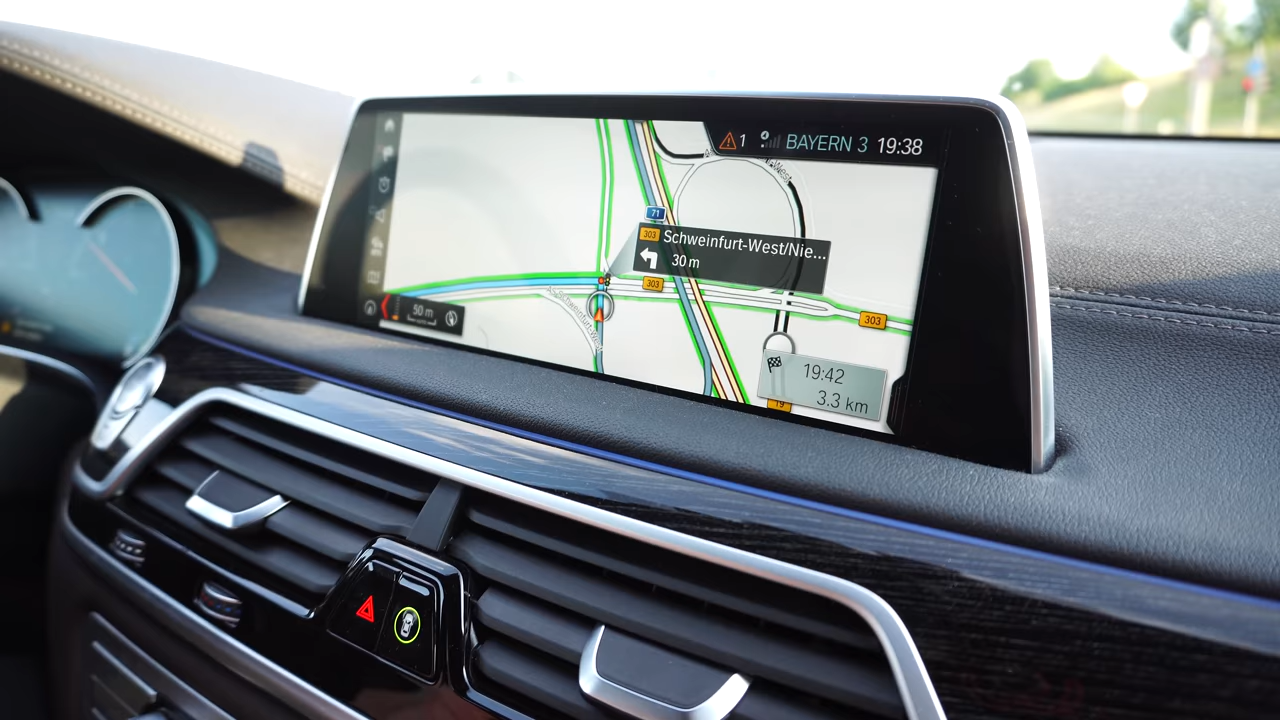 1 BAYERN 3 19:38
71
303 Schweinfurt-West/Nie...
30 m
303
303
50 m
19:42
3.3 km
19